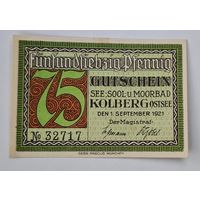 Fünfundsiebzig Pfennig
75
GUTSCHEIN
SEE-SOOL U. MOORBAD
KOLBERG OSTSEE
DEN 1. SEPTEMBER 1921
Der Magistrat:
No 32717